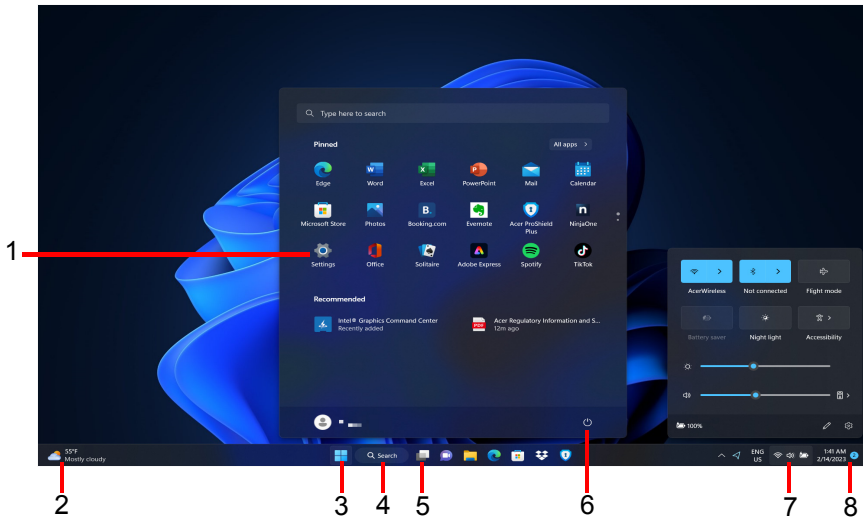 Type here to search
Pinned
All apps >
Edge
Word
Excel
PowerPoint
Mail
Calendar
Microsoft Store
Photos
Booking.com
Evernote
Acer ProShield
Plus
NinjaOne
1
Settings
Office
Solitaire
Adobe Express
Spotify
TikTok
Recommended
Intel® Graphics Command Center
Recently added
PDF
Acer Regulatory Information and S...
12m ago
AcerWireless
Not connected
Flight mode
Battery saver
Night light
Accessibility
100%
55°F
Mostly cloudy
Search
ENG
US
1:41 AM
2/14/2023
2
3
4
5
6
7
8